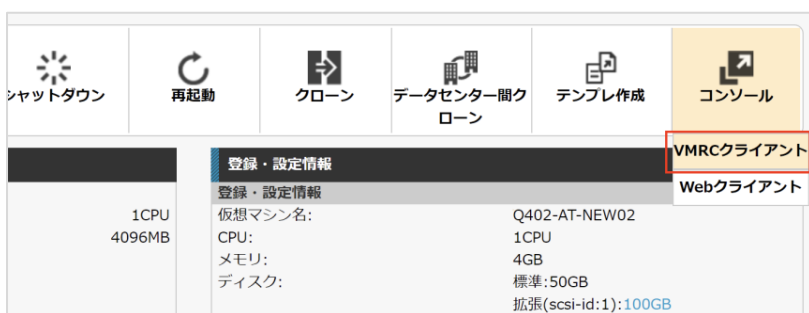 シャットダウン
再起動
クローン
データセンター間ク
ローン
テンプレ作成
コンソール
VMRCクライアント
Webクライアント
登録・設定情報
登録・設定情報
1CPU
4096MB
仮想マシン名: Q402-AT-NEW02
CPU: 1CPU
メモリ: 4GB
ディスク: 標準:50GB
拡張(scsi-id:1):100GB